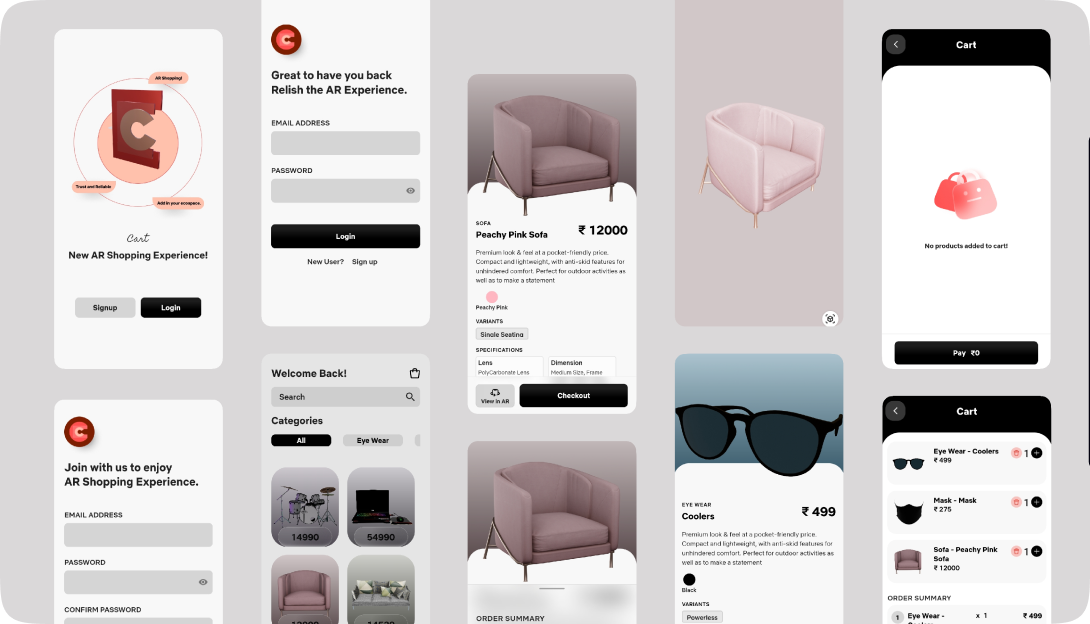 AR Shopping!
Trust and Reliable
Add in your ecospace.
Cart
New AR Shopping Experience!
Signup
Login
Join with us to enjoy
AR Shopping Experience.
EMAIL ADDRESS
PASSWORD
CONFIRM PASSWORD
Great to have you back
Relish the AR Experience.
EMAIL ADDRESS
PASSWORD
Login
New User? Sign up
Welcome Back!
Search
Categories
All
Eye Wear
14990
54990
SOFA
Peachy Pink Sofa
₹ 12000
Premium look & feel at a pocket-friendly price.
Compact and lightweight, with anti-skid features for
unhindered comfort. Perfect for outdoor activities as
well as to make a statement
Peachy Pink
VARIANTS
Single Seating
SPECIFICATIONS
Lens
PolyCarbonate Lens
Dimension
Medium Size, Frame
View in AR
Checkout
ORDER SUMMARY
EYE WEAR
Coolers
₹ 499
Premium look & feel at a pocket-friendly price.
Compact and lightweight, with anti-skid features for
unhindered comfort. Perfect for outdoor activities as
well as to make a statement
Black
VARIANTS
Powerless
Cart
No products added to cart!
Pay ₹0
Cart
Eye Wear - Coolers
₹ 499
1
Mask - Mask
₹ 275
1
Sofa - Peachy Pink
Sofa
₹ 12000
1
ORDER SUMMARY
1 Eye Wear - x 1 ₹ 499